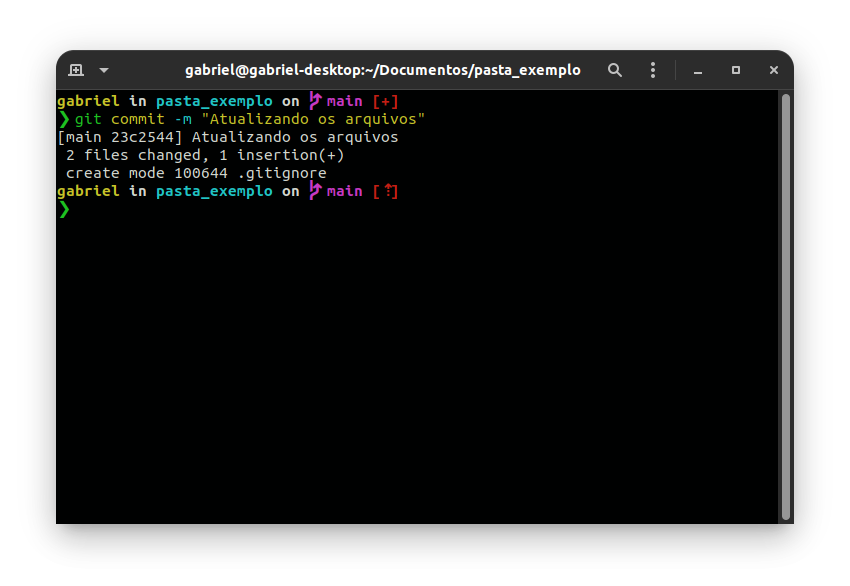 gabriel@gabriel-desktop:~/Documentos/pasta_exemplo
gabriel in pasta_exemplo on main [+]
❯ git commit -m "Atualizando os arquivos"
[main 23c2544] Atualizando os arquivos
2 files changed, 1 insertion(+)
create mode 100644 .gitignore
gabriel in pasta_exemplo on main [⇡]
❯